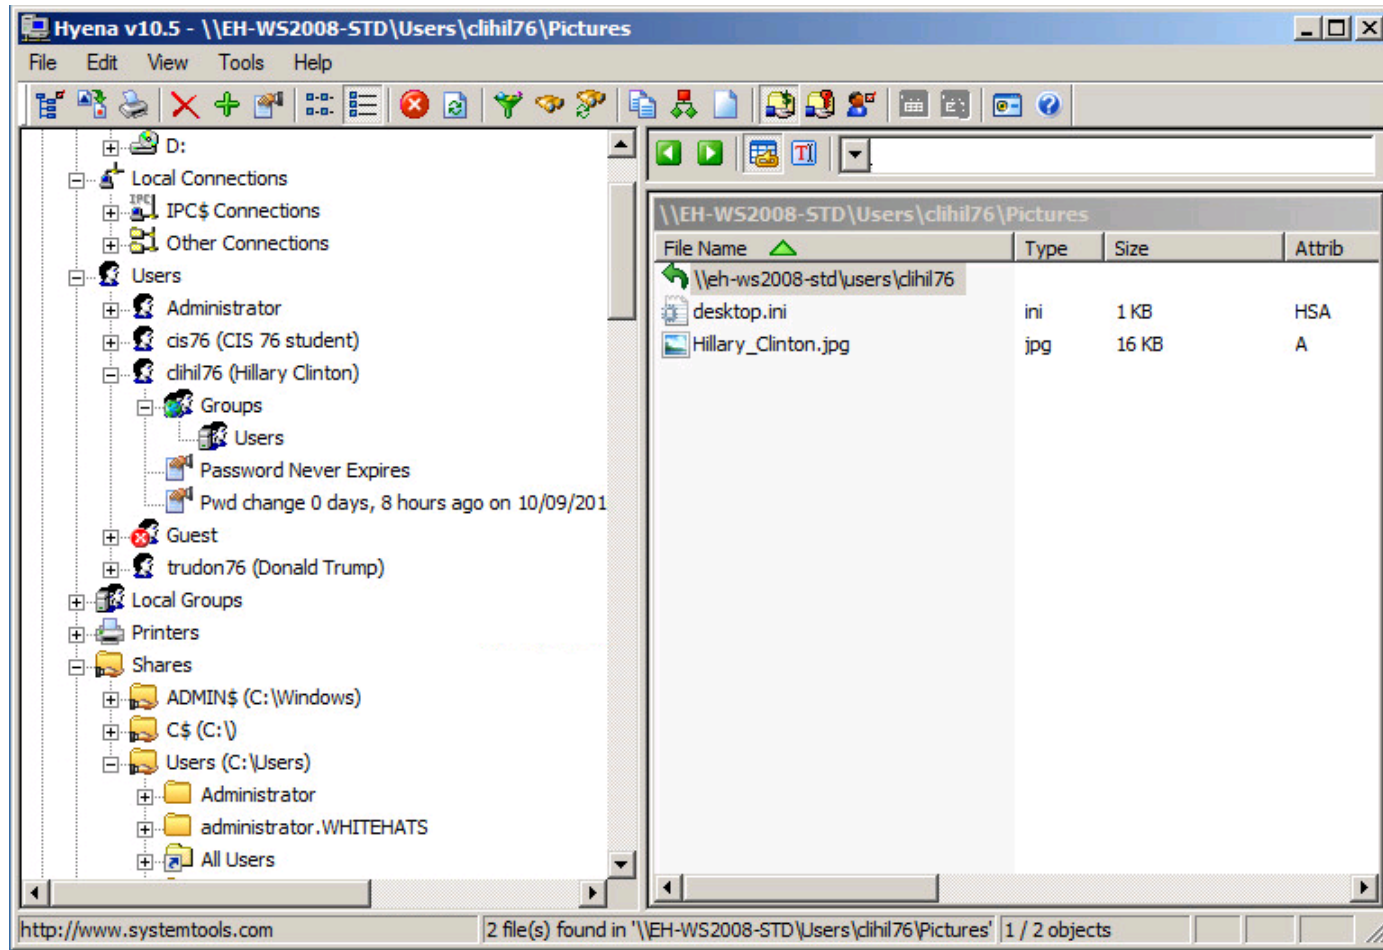 Hyena v10.5 - \\EH-WS2008-STD\Users\clihil76\Pictures
File Edit View Tools Help
D:
Local Connections
IPC$ Connections
Other Connections
Users
Administrator
cis76 (CIS 76 student)
clihil76 (Hillary Clinton)
Groups
Users
Password Never Expires
Pwd change 0 days, 8 hours ago on 10/09/201
Guest
trudon76 (Donald Trump)
Local Groups
Printers
Shares
ADMIN$ (C:\Windows)
C$ (C:\)
Users (C:\Users)
Administrator
administrator.WHITEHATS
All Users
\\EH-WS2008-STD\Users\clihil76\Pictures
File Name Type Size Attrib
\\eh-ws2008-std\users\clihil76
desktop.ini ini 1 KB HSA
Hillary_Clinton.jpg jpg 16 KB A
http://www.systemtools.com 2 file(s) found in '\\EH-WS2008-STD\Users\clihil76\Pictures' 1 / 2 objects